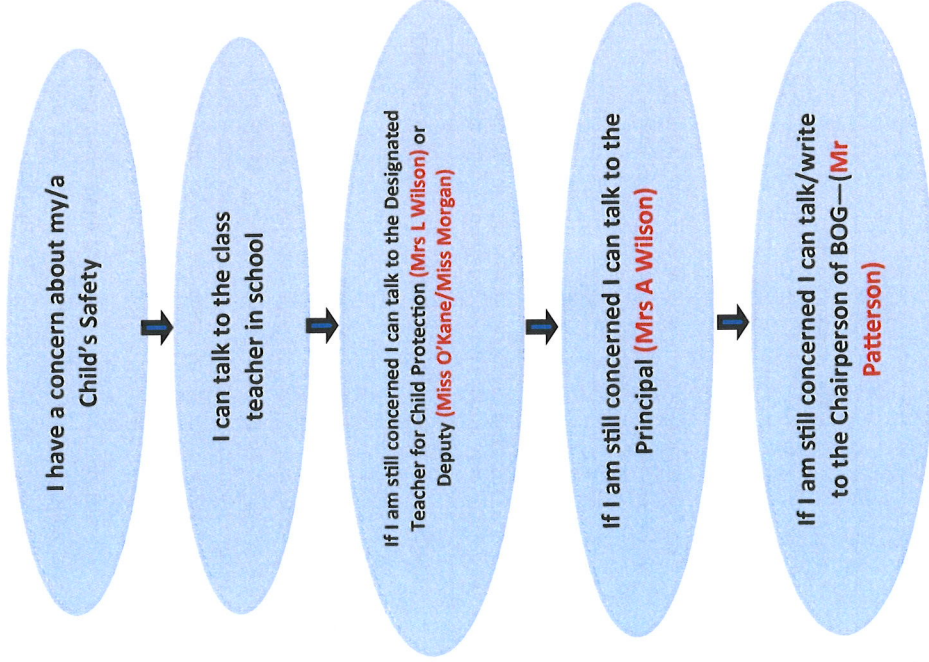 I have a concern about my/a
Child's Safety
I can talk to the class
teacher in school
If I am still concerned I can talk to the Designated
Teacher for Child Protection (Mrs L Wilson) or
Deputy (Miss O'Kane/Miss Morgan)
If I am still concerned I can talk to the
Principal (Mrs A Wilson)
If I am still concerned I can talk/write
to the Chairperson of BOG—(Mr
Patterson)